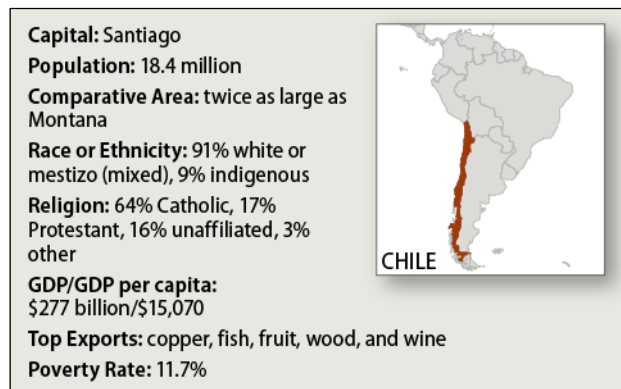 Capital: Santiago
Population: 18.4 million
Comparative Area: twice as large as
Montana
Race or Ethnicity: 91% white or
mestizo (mixed), 9% indigenous
Religion: 64% Catholic, 17%
Protestant, 16% unaffiliated, 3%
other
GDP/GDP per capita:
$277 billion/$15,070
Top Exports: copper, fish, fruit, wood, and wine
Poverty Rate: 11.7%
CHILE